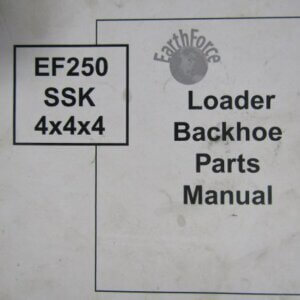 EF250
SSK
4x4x4
EarthForce
Loader
Backhoe
Parts
Manual